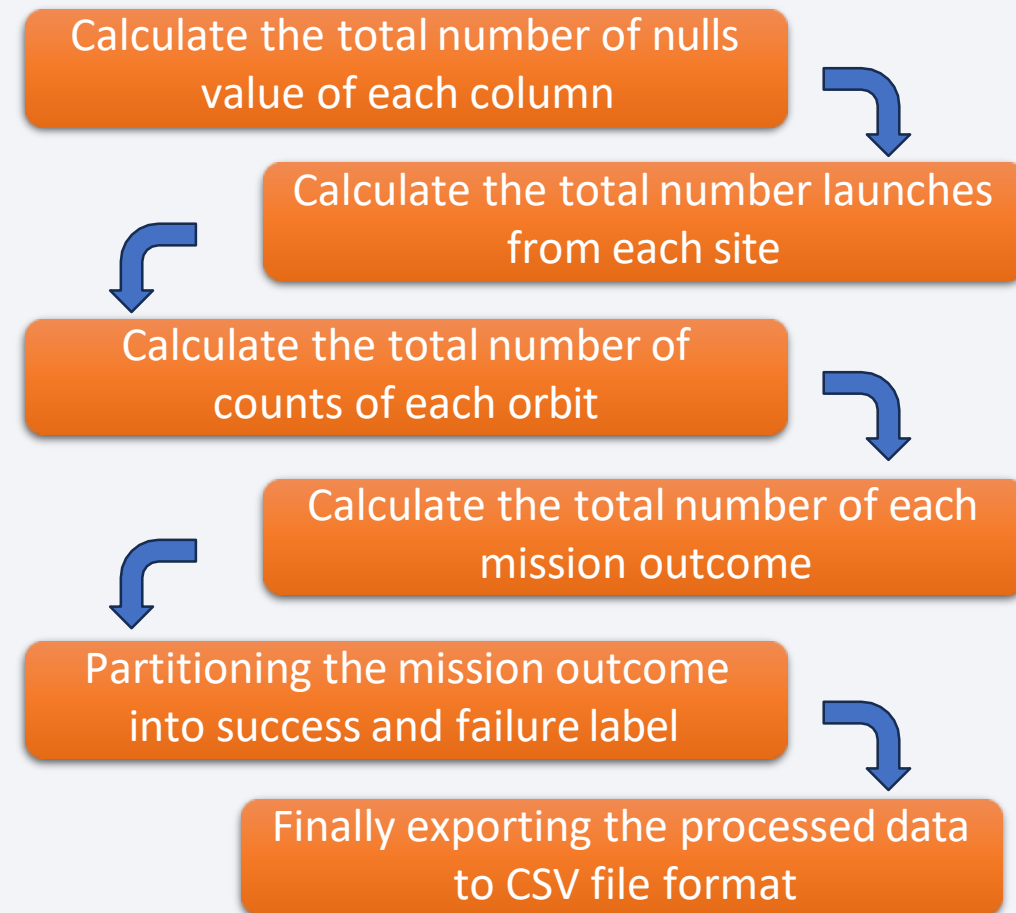 Calculate the total number of nulls
value of each column
Calculate the total number launches
from each site
Calculate the total number of
counts of each orbit
Calculate the total number of each
mission outcome
Partitioning the mission outcome
into success and failure label
Finally exporting the processed data
to CSV file format